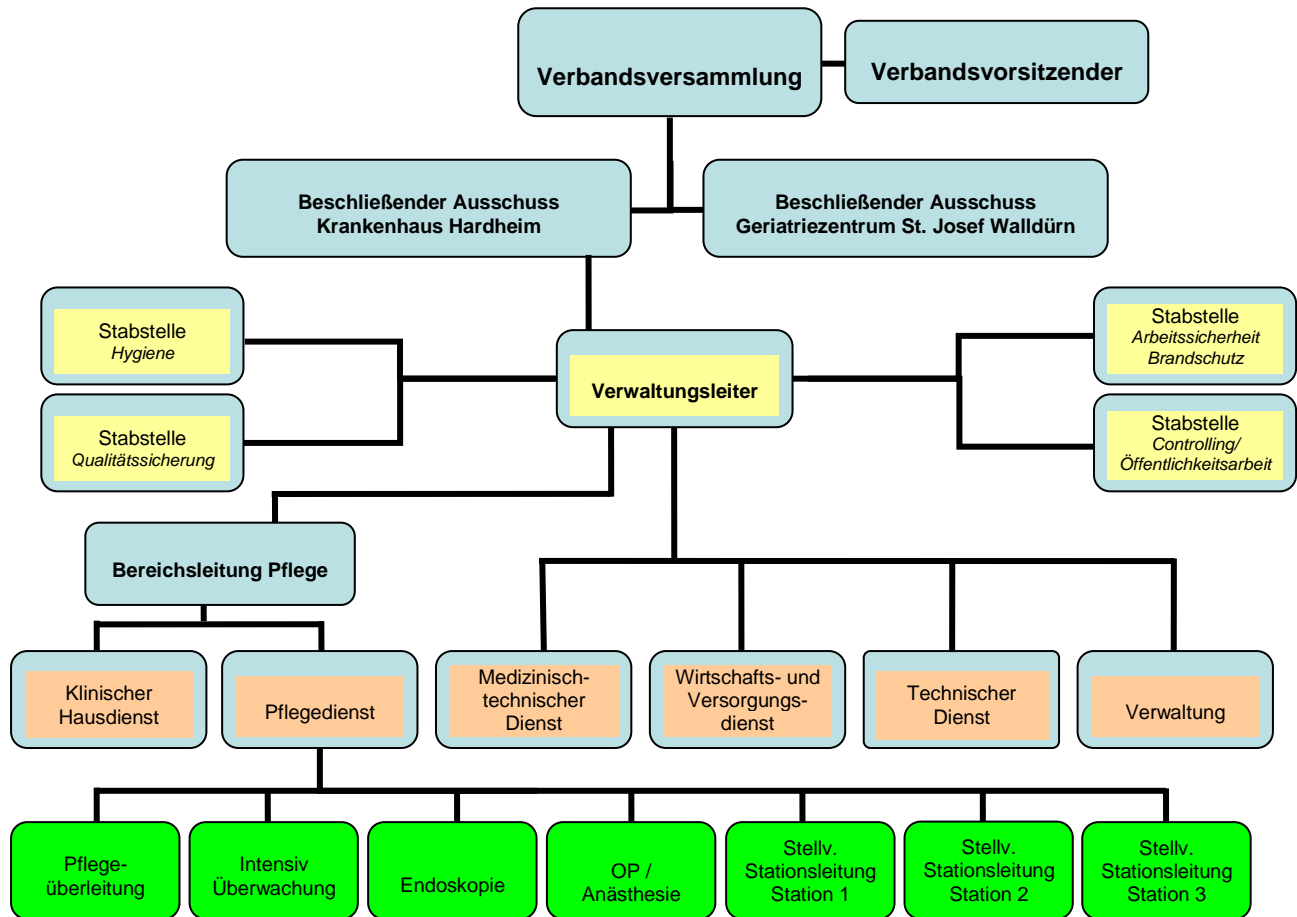 Verbandsversammlung
Verbandsvorsitzender
Beschließender Ausschuss
Krankenhaus Hardheim
Beschließender Ausschuss
Geriatriezentrum St. Josef Walldürn
Stabstelle
Hygiene
Stabstelle
Qualitätssicherung
Verwaltungsleiter
Stabstelle
Arbeitssicherheit
Brandschutz
Stabstelle
Controlling/
Öffentlichkeitsarbeit
Bereichsleitung Pflege
Klinischer
Hausdienst
Pflegedienst
Medizinisch-
technischer
Dienst
Wirtschafts- und
Versorgungs-
dienst
Technischer
Dienst
Verwaltung
Pflege-
überleitung
Intensiv
Überwachung
Endoskopie
OP /
Anästhesie
Stellv.
Stationsleitung
Station 1
Stellv.
Stationsleitung
Station 2
Stellv.
Stationsleitung
Station 3